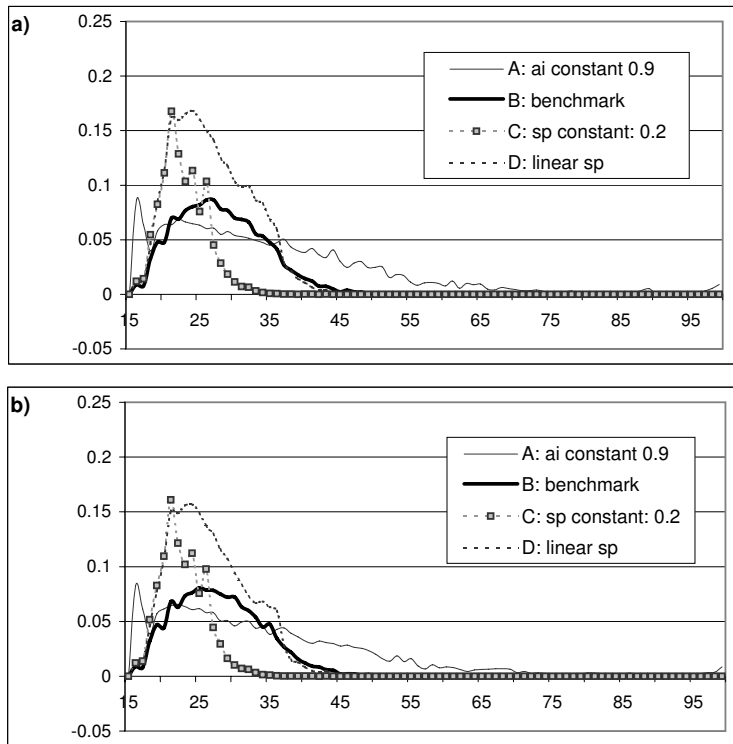 a)
0.25
0.2
0.15
0.1
0.05
0
-0.05
15 25 35 45 55 65 75 85 95
A: ai constant 0.9
B: benchmark
C: sp constant: 0.2
D: linear sp
b)
0.25
0.2
0.15
0.1
0.05
0
-0.05
15 25 35 45 55 65 75 85 95
A: ai constant 0.9
B: benchmark
C: sp constant: 0.2
D: linear sp